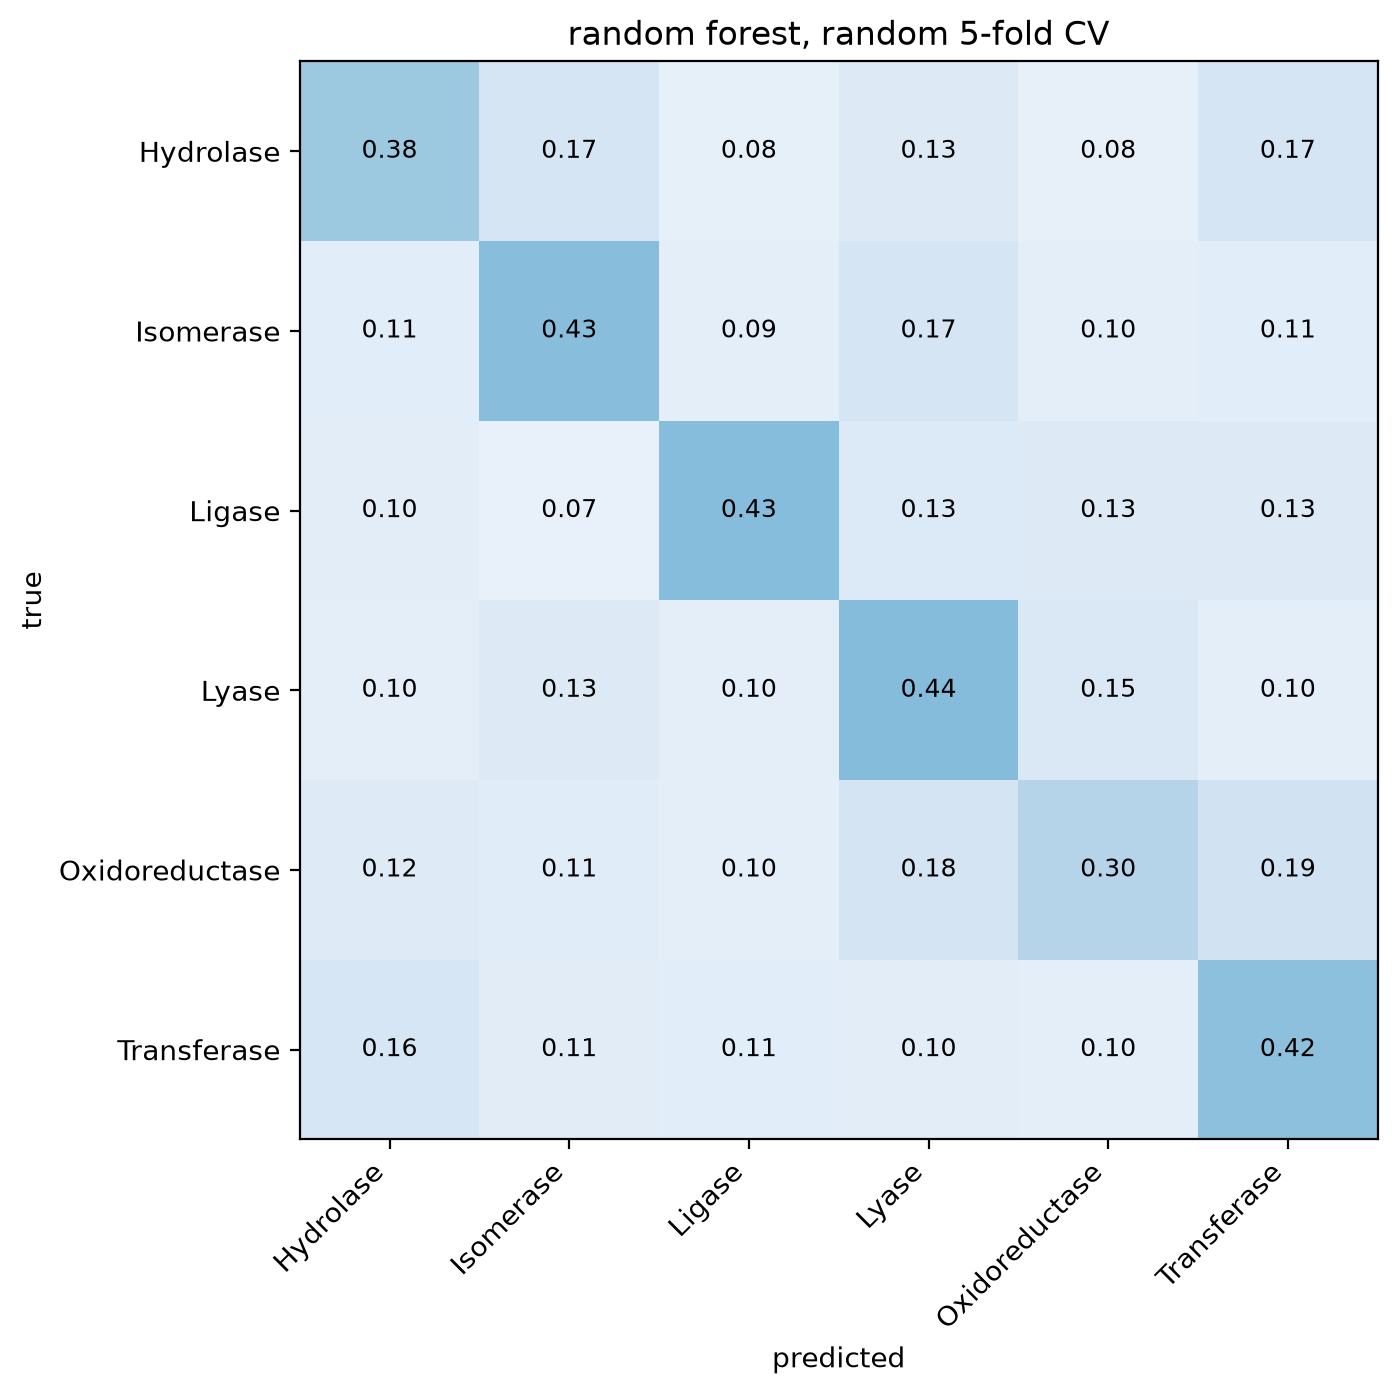 random forest, random 5-fold CV
Hydrolase 0.38 0.17 0.08 0.13 0.08 0.17
Isomerase 0.11 0.43 0.09 0.17 0.10 0.11
Ligase 0.10 0.07 0.43 0.13 0.13 0.13
Lyase 0.10 0.13 0.10 0.44 0.15 0.10
Oxidoreductase 0.12 0.11 0.10 0.18 0.30 0.19
Transferase 0.16 0.11 0.11 0.10 0.10 0.42
true
Hydrolase Isomerase Ligase Lyase Oxidoreductase Transferase
predicted